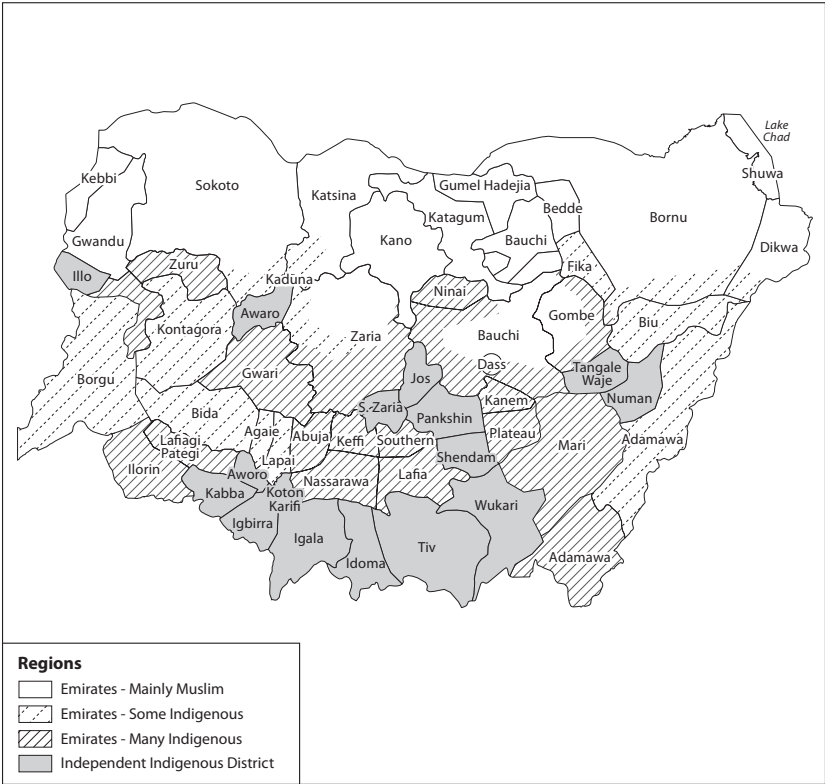 Lake
Chad
Kebbi
Sokoto
Katsina
Gumel Hadejia
Shuwa
Katagum
Bedde
Bornu
Gwandu
Kano
Bauchi
Dikwa
Illo
Zuru
Kaduna
Fika
Ninai
Awaro
Kontagora
Zaria
Bauchi
Gombe
Biu
Borgu
Gwari
Dass
Tangale
Waje
Jos
Numan
Bida
S.-Zaria
Kanem
Pankshin
Agaie
Abuja
Keffi
Southern
Plateau
Mari
Adamawa
Lafiagi
Pategi
Lapai
Shendam
Ilorin
Aworo
Nassarawa
Lafia
Kabba
Koton
Karifi
Wukari
Igbirra
Igala
Idoma
Tiv
Adamawa
Regions
Emirates - Mainly Muslim
Emirates - Some Indigenous
Emirates - Many Indigenous
Independent Indigenous District